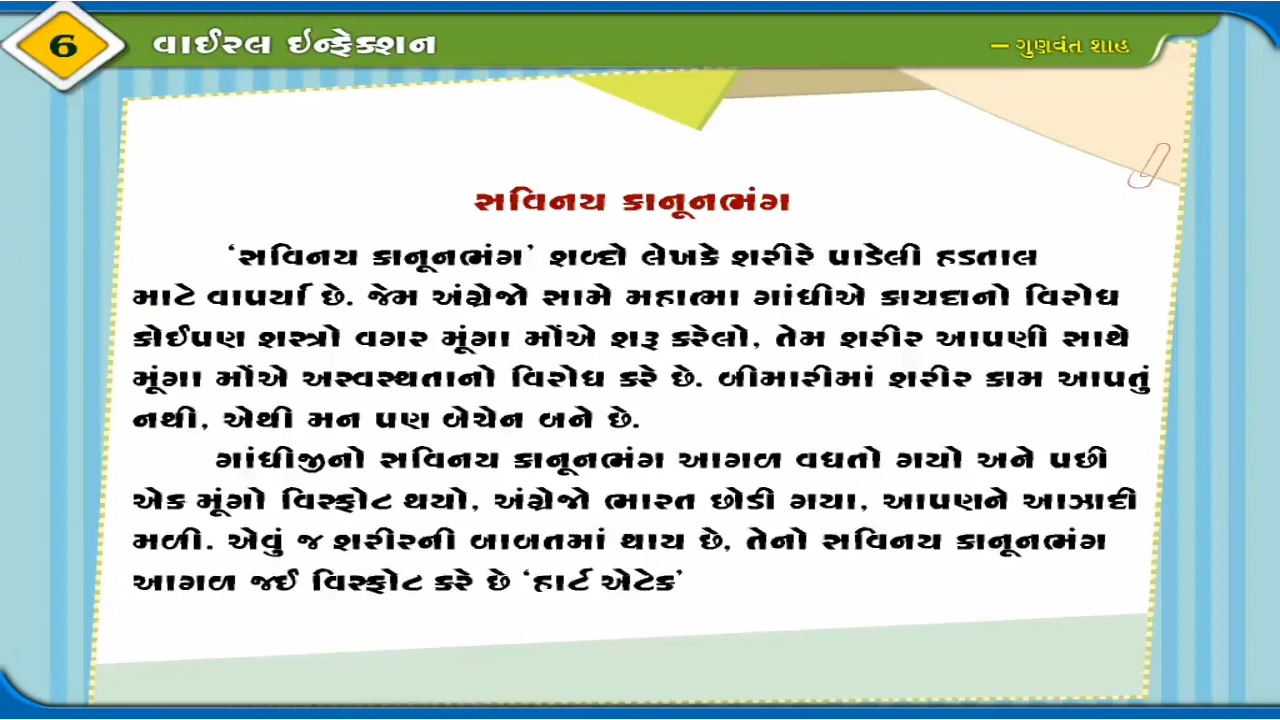 6
વાઈરલ ઇન્ફેક્શન
– ગુણવંત શાહ
સવિનય કાનૂનભંગ
‘સવિનય કાનૂનભંગ’ શબ્દો લેખકે શરીરે પાડેલી હડતાલ
માટે વાપર્યા છે. જેમ અંગ્રેજો સામે મહાત્મા ગાંધીએ કાયદાનો વિરોધ
કોઈપણ શસ્ત્રો વગર મૂંગા મોંએ શરૂ કરેલો, તેમ શરીર આપણી સાથે
મૂંગા મોંએ અસ્વસ્થતાનો વિરોધ કરે છે. બીમારીમાં શરીર કામ આપતું
નથી, એથી મન પણ બેચેન બને છે.
ગાંધીજીનો સવિનય કાનૂનભંગ આગળ વધતો ગયો અને પછી
એક મૂંગો વિસ્ફોટ થયો, અંગ્રેજો ભારત છોડી ગયા, આપણને આઝાદી
મળી. એવું જ શરીરની બાબતમાં થાય છે, તેનો સવિનય કાનૂનભંગ
આગળ જઈ વિસ્ફોટ કરે છે ‘હાર્ટ એટેક’